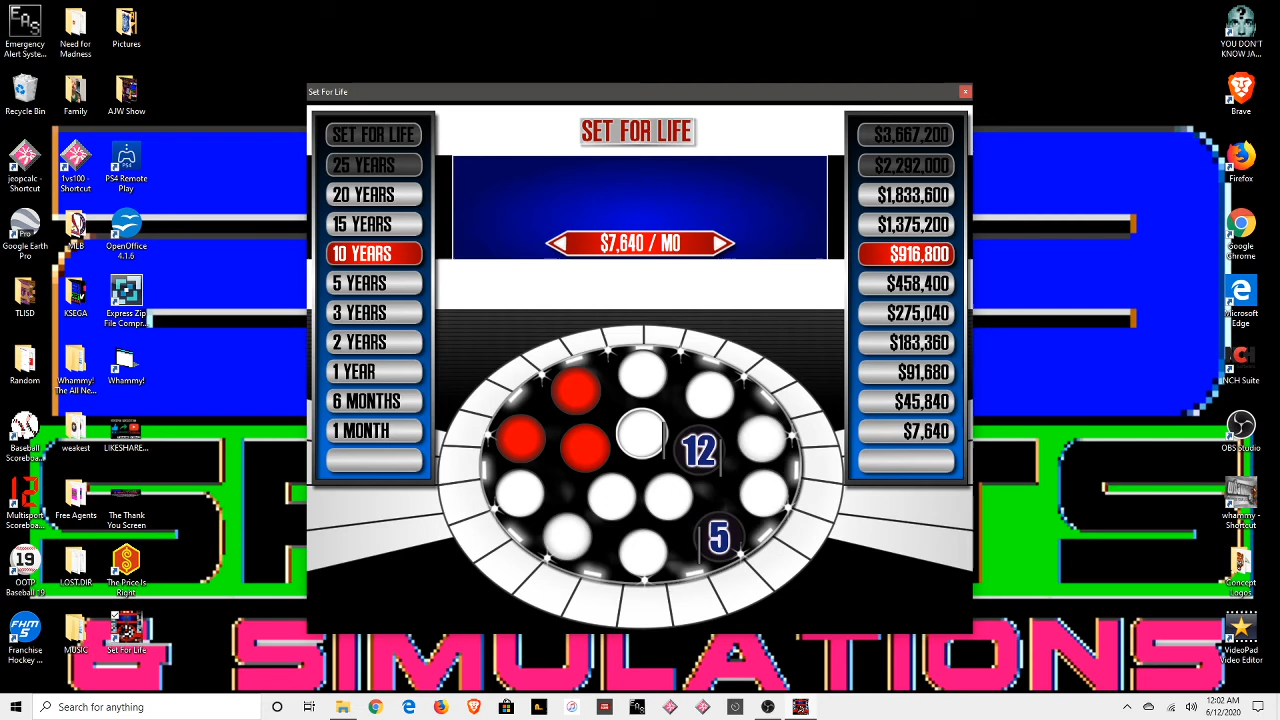 Emergency
Alert Syste...
Need for
Madness
Pictures
Recycle Bin
Family
AJW Show
jeopcalc -
Shortcut
1vs100 -
Shortcut
PS4 Remote
Play
Google Earth
Pro
MLB
OpenOffice
4.1.6
TLISD
KSEGA
Express Zip
File Compr...
Random
Whammy!
The All Ne...
Whammy!
Baseball
Scoreboa...
weakest
LIKESHARE...
Multisport
Scoreboa...
Free Agents
The Thank
You Screen
OOTP
Baseball 19
LOST.DIR
The Price Is
Right
Franchise
Hockey ...
MUSIC
Set For Life
Set For Life
SET FOR LIFE
25 YEARS
20 YEARS
15 YEARS
10 YEARS
5 YEARS
3 YEARS
2 YEARS
1 YEAR
6 MONTHS
1 MONTH
SET FOR LIFE
$7,640 / MO
12
5
$3,667,200
$2,292,000
$1,833,600
$1,375,200
$916,800
$458,400
$275,040
$183,360
$91,680
$45,840
$7,640
YOU DON'T
KNOW JA...
Brave
Firefox
Google
Chrome
Microsoft
Edge
NCH Suite
OBS Studio
whammy -
Shortcut
Concept
Logos
VideoPad
Video Editor
& SIMULATIONS
Search for anything
12:02 AM
6/12/2020